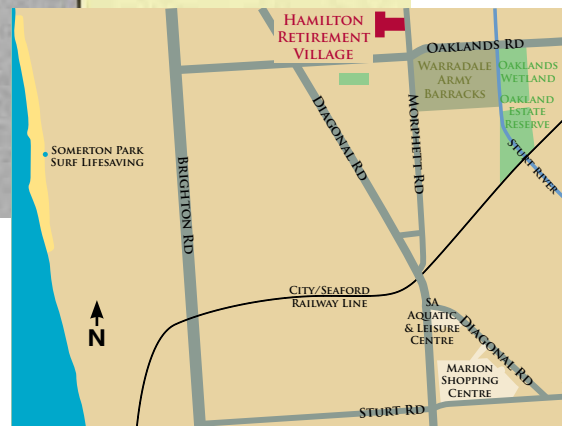 HAMILTON
RETIREMENT
VILLAGE
OAKLANDS RD
WARRADALE
ARMY
BARRACKS
OAKLANDS
WETLAND
OAKLAND
ESTATE
RESERVE
DIAGONAL RD
MORPHETT RD
STURT RIVER
SOMERTON PARK
SURF LIFESAVING
BRIGHTON RD
CITY/SEAFORD
RAILWAY LINE
SA
AQUATIC
& LEISURE
CENTRE
DIAGONAL RD
N
MARION
SHOPPING
CENTRE
STURT RD